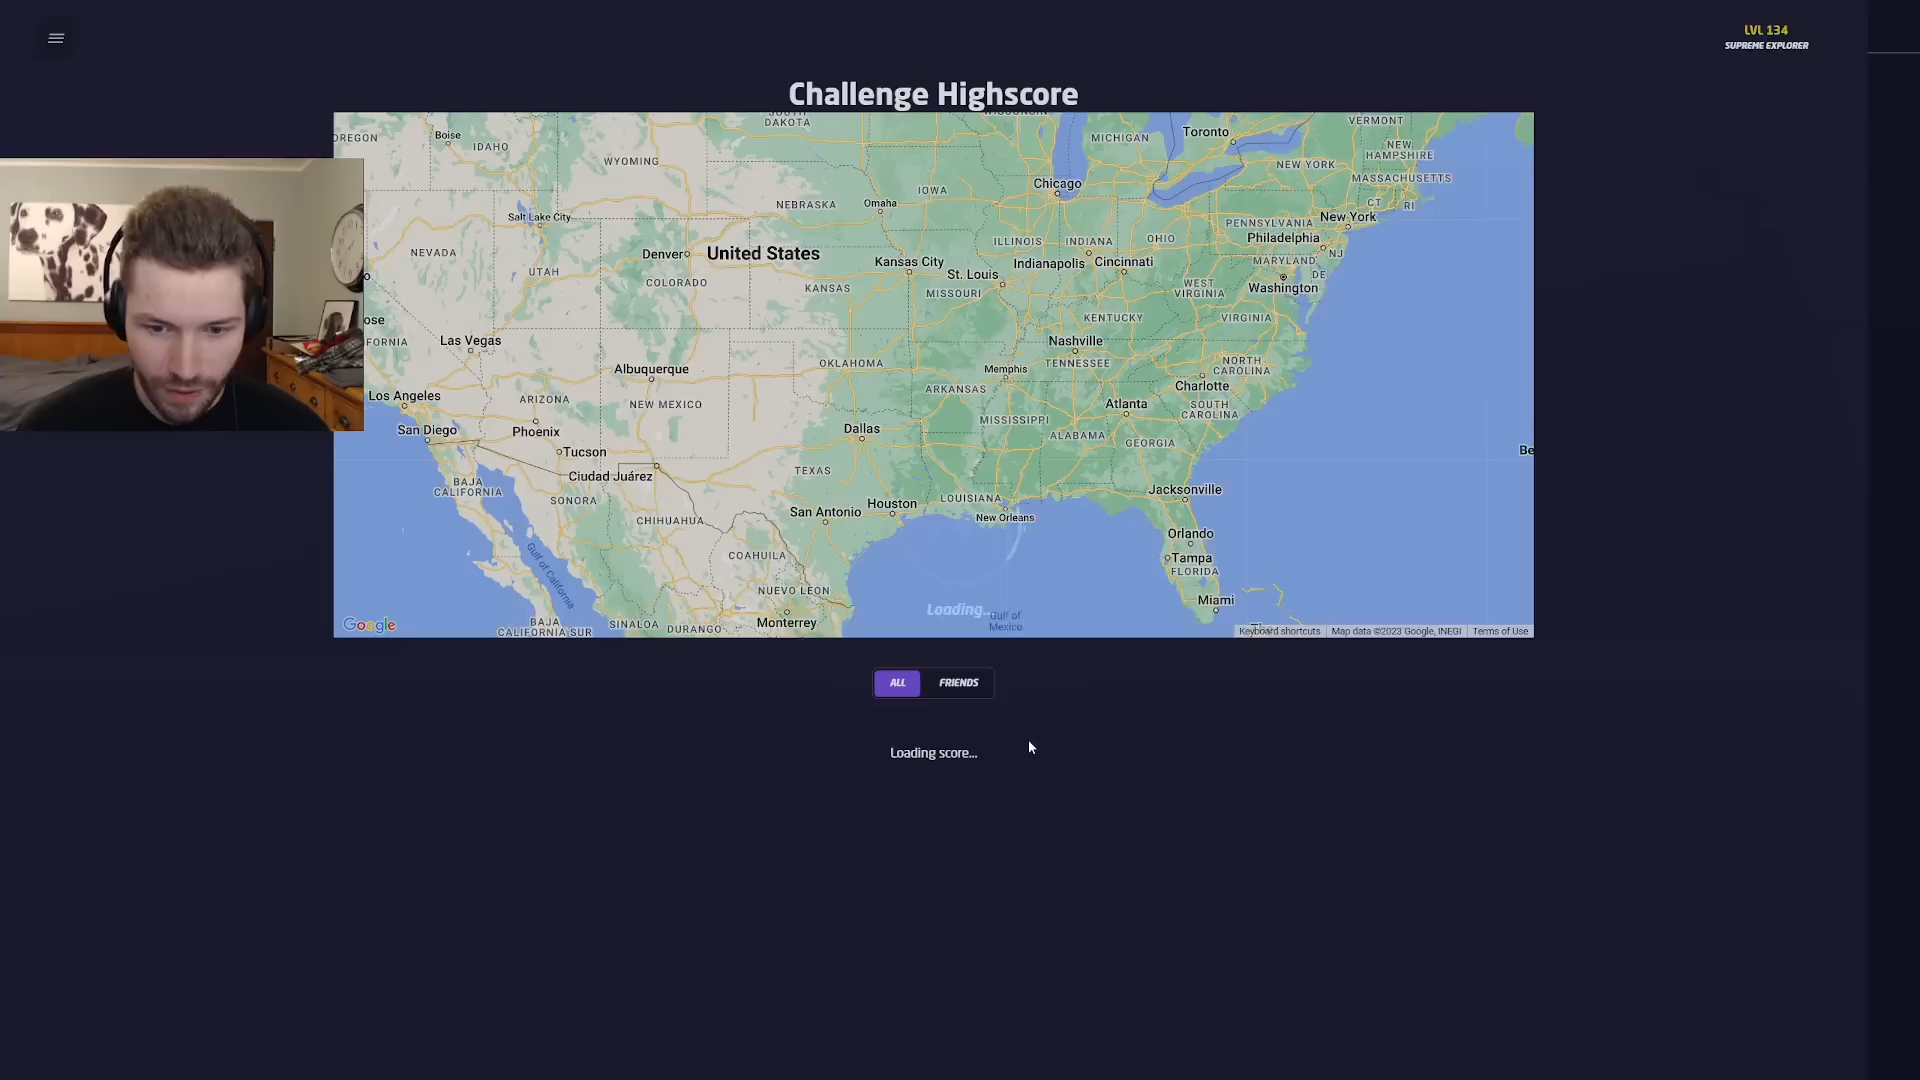 LVL 134
SUPREME EXPLORER
Challenge Highscore
OREGON
Boise
IDAHO
WYOMING
SOUTH
DAKOTA
WISCONSIN
MICHIGAN
Toronto
VERMONT
NEW
HAMPSHIRE
NEW YORK
MASSACHUSETTS
CT
RI
Salt Lake City
NEBRASKA
IOWA
Omaha
Chicago
PENNSYLVANIA
New York
Philadelphia
NJ
NEVADA
UTAH
Denver
United States
COLORADO
KANSAS
Kansas City
St. Louis
MISSOURI
ILLINOIS
INDIANA
OHIO
Indianapolis
Cincinnati
MARYLAND
DE
WEST
VIRGINIA
Washington
ose
FORNIA
Las Vegas
KENTUCKY
VIRGINIA
Albuquerque
OKLAHOMA
Nashville
TENNESSEE
Memphis
NORTH
CAROLINA
Charlotte
Los Angeles
ARIZONA
NEW MEXICO
ARKANSAS
Atlanta
SOUTH
CAROLINA
San Diego
Phoenix
Tucson
Dallas
MISSISSIPPI
ALABAMA
GEORGIA
Be
Ciudad Juárez
TEXAS
BAJA
CALIFORNIA
SONORA
CHIHUAHUA
San Antonio
Houston
LOUISIANA
New Orleans
Jacksonville
Gulf of California
COAHUILA
Orlando
Tampa
FLORIDA
NUEVO LEON
Miami
Loading...
Gulf of
Mexico
BAJA
CALIFORNIA SUR
SINALOA
DURANGO
Monterrey
Google
Keyboard shortcuts
Map data ©2023 Google, INEGI
Terms of Use
ALL
FRIENDS
Loading score...